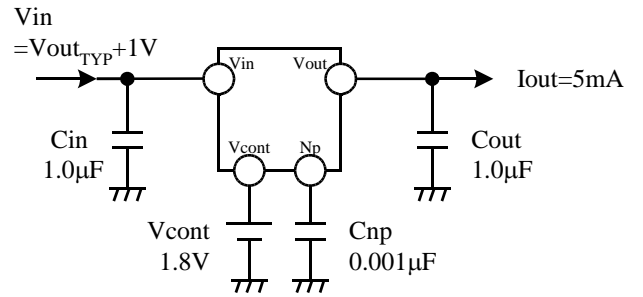 Vin
=VoutTYP+1V
Vin
Vout
Iout=5mA
Cin
1.0μF
Vcont
Np
Cout
1.0μF
Vcont
1.8V
Cnp
0.001μF